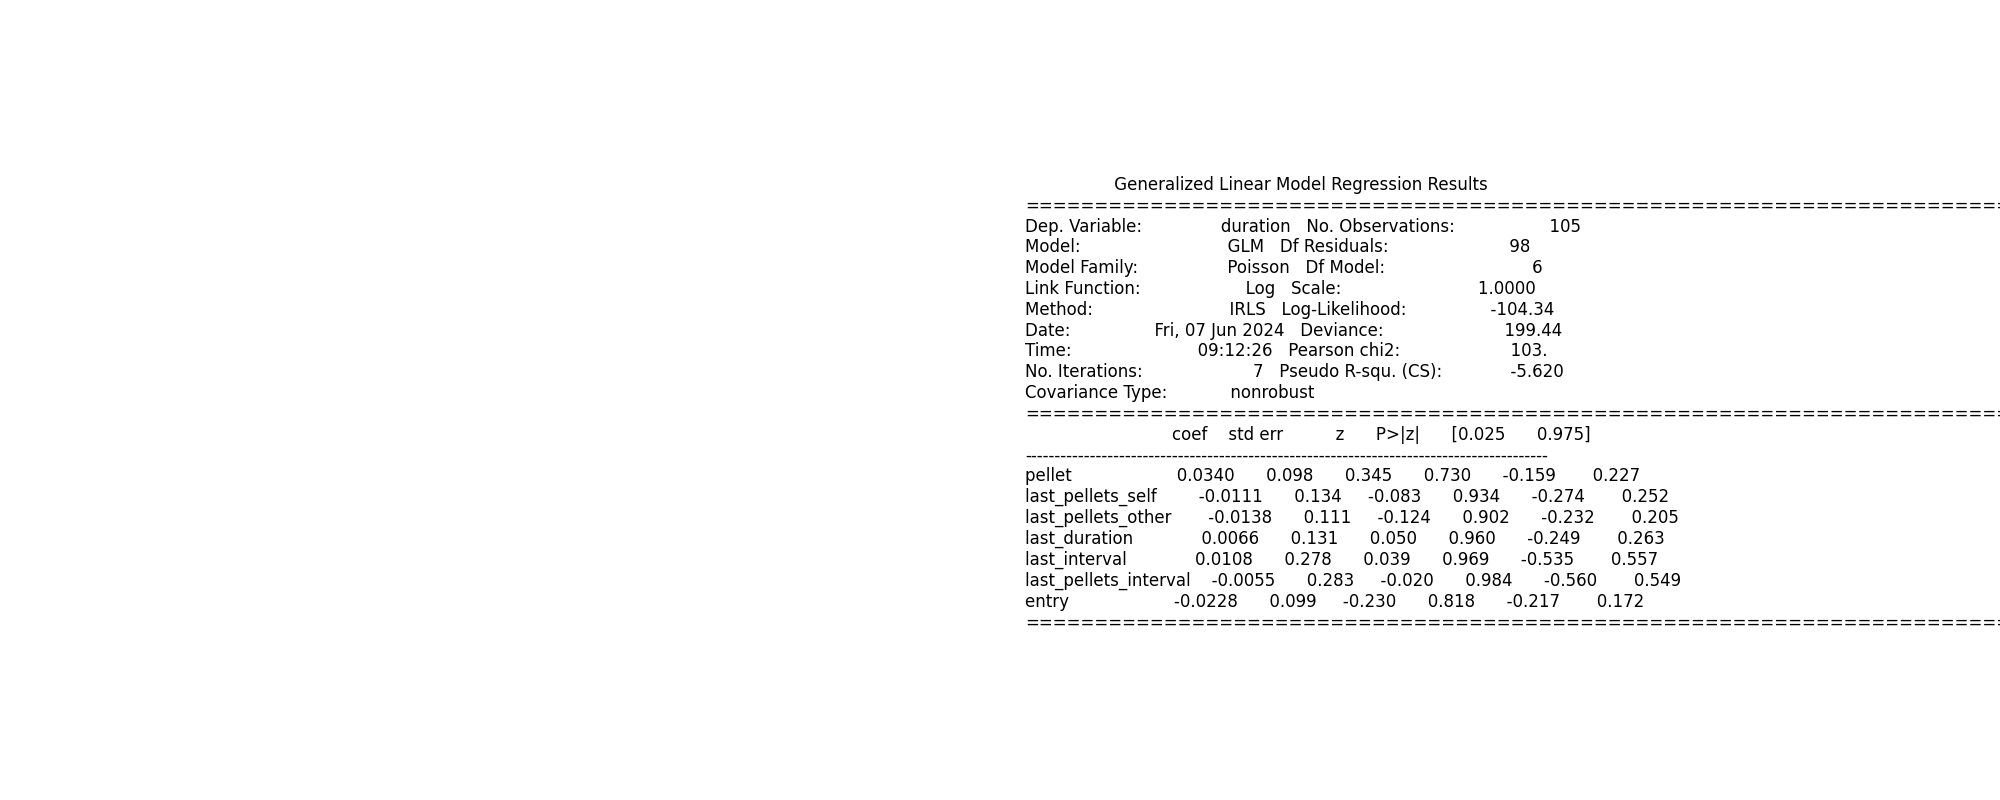 Generalized Linear Model Regression Results
==============================================================================
Dep. Variable: duration No. Observations: 105
Model: GLM Df Residuals: 98
Model Family: Poisson Df Model: 6
Link Function: Log Scale: 1.0000
Method: IRLS Log-Likelihood: -104.34
Date: Fri, 07 Jun 2024 Deviance: 199.44
Time: 09:12:26 Pearson chi2: 103.
No. Iterations: 7 Pseudo R-squ. (CS): -5.620
Covariance Type: nonrobust
==============================================================================
coef std err z P>|z| [0.025 0.975]
----------------------------------------------------------------------------------------
pellet 0.0340 0.098 0.345 0.730 -0.159 0.227
last_pellets_self -0.0111 0.134 -0.083 0.934 -0.274 0.252
last_pellets_other -0.0138 0.111 -0.124 0.902 -0.232 0.205
last_duration 0.0066 0.131 0.050 0.960 -0.249 0.263
last_interval 0.0108 0.278 0.039 0.969 -0.535 0.557
last_pellets_interval -0.0055 0.283 -0.020 0.984 -0.560 0.549
entry -0.0228 0.099 -0.230 0.818 -0.217 0.172
==============================================================================